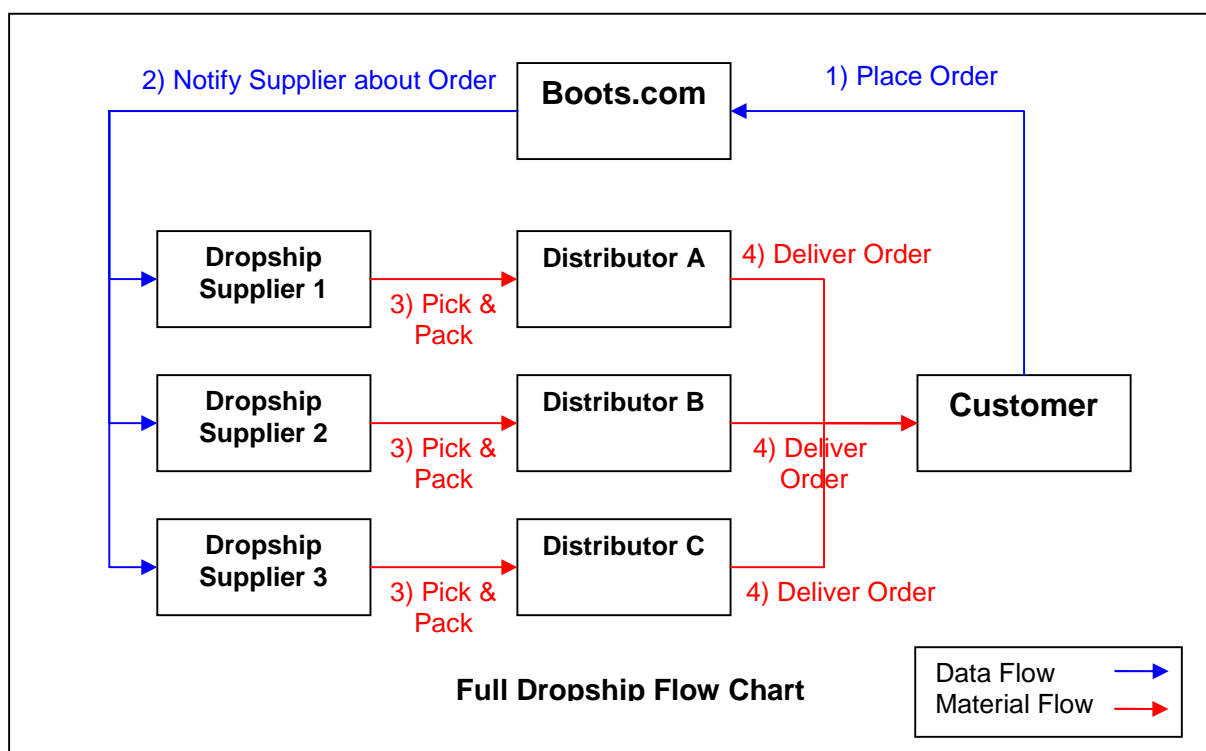 2) Notify Supplier about Order
Boots.com
1) Place Order
Dropship
Supplier 1
3) Pick &
Pack
Distributor A
4) Deliver Order
Dropship
Supplier 2
3) Pick &
Pack
Distributor B
4) Deliver
Order
Customer
Dropship
Supplier 3
3) Pick &
Pack
Distributor C
4) Deliver Order
Full Dropship Flow Chart
Data Flow
Material Flow